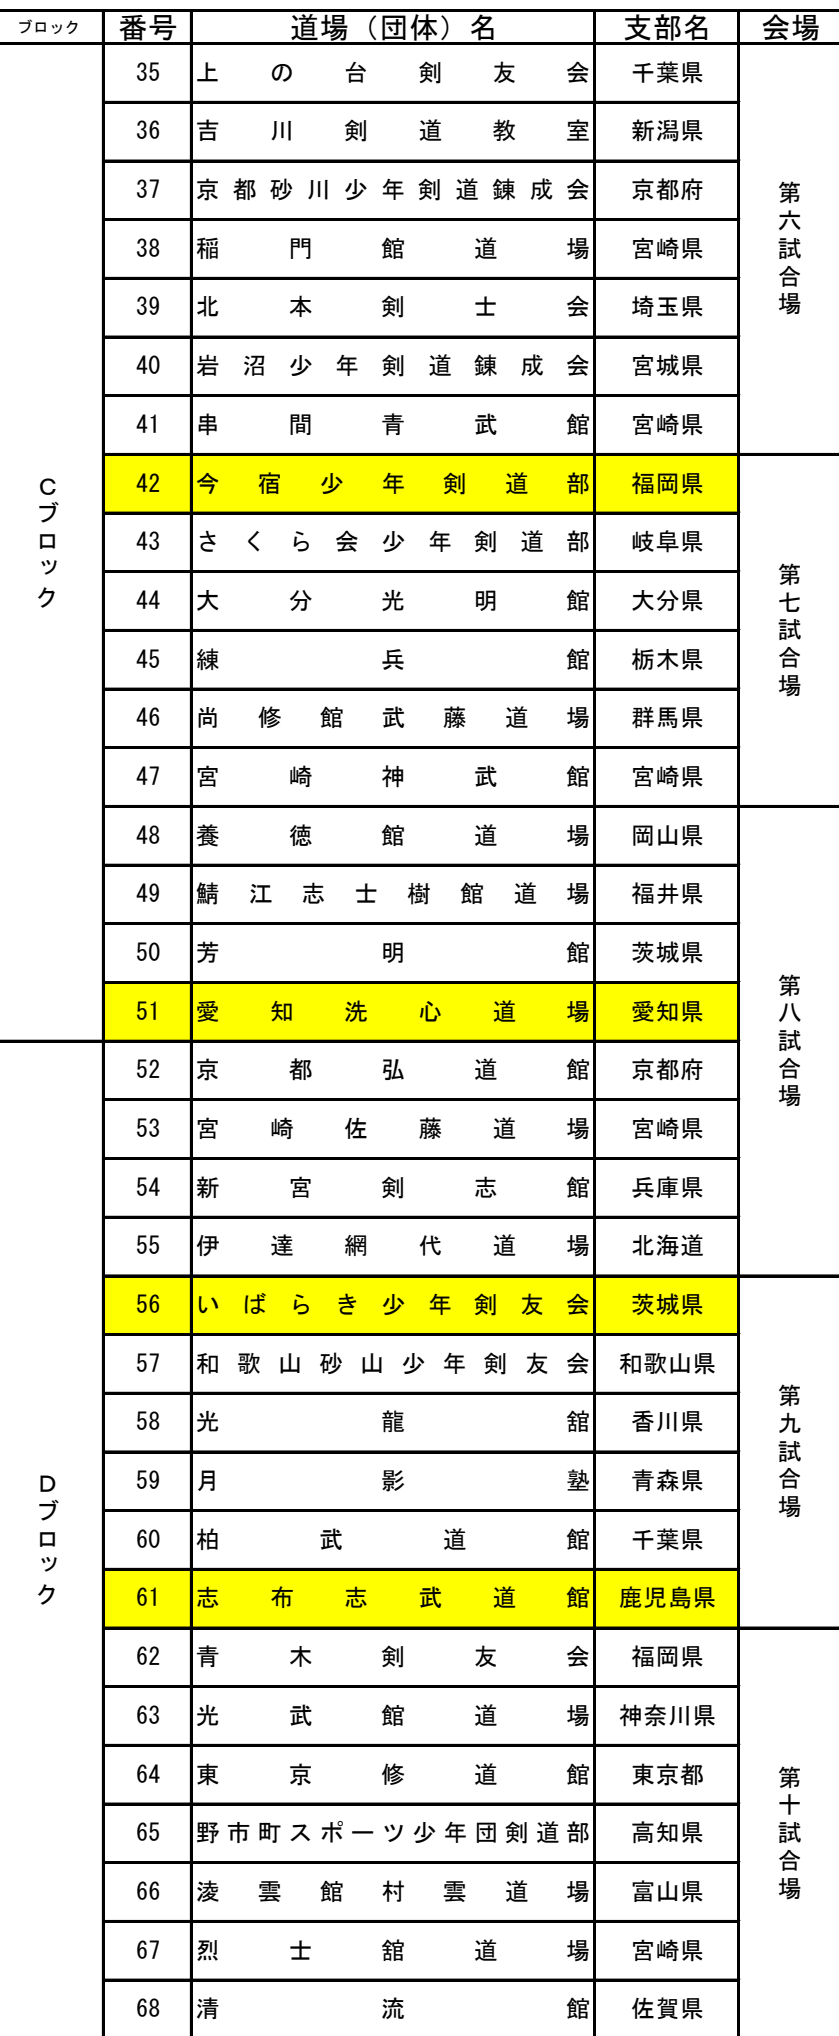 ブロック 番号 道場（団体）名 支部名 会場
35 上の台剣友会 千葉県
36 吉川剣道教室 新潟県
37 京都砂川少年剣道錬成会 京都府
38 稲門館道場 宮崎県
39 北本剣士会 埼玉県
40 岩沼少年剣道錬成会 宮城県
41 串間青武館 宮崎県
第六試合場
42 今宿少年剣道部 福岡県
43 さくら会少年剣道部 岐阜県
44 大分光明館 大分県
45 練兵館 栃木県
46 尚修館武藤道場 群馬県
47 宮崎神武館 宮崎県
第七試合場
48 養徳館道場 岡山県
49 鯖江志士樹館道場 福井県
50 芳明館 茨城県
51 愛知洗心道場 愛知県
Cブロック
52 京都弘道館 京都府
53 宮崎佐藤道場 宮崎県
54 新宮剣志館 兵庫県
55 伊達網代道場 北海道
第八試合場
56 いばらき少年剣友会 茨城県
57 和歌山砂山少年剣友会 和歌山県
58 光龍舘 香川県
59 月影塾 青森県
60 柏武道館 千葉県
61 志布志武道館 鹿児島県
第九試合場
62 青木剣友会 福岡県
63 光武館道場 神奈川県
64 東京修道館 東京都
65 野市町スポーツ少年団剣道部 高知県
66 淩雲館村雲道場 富山県
67 烈士舘道場 宮崎県
68 清流館 佐賀県
第十試合場
Dブロック